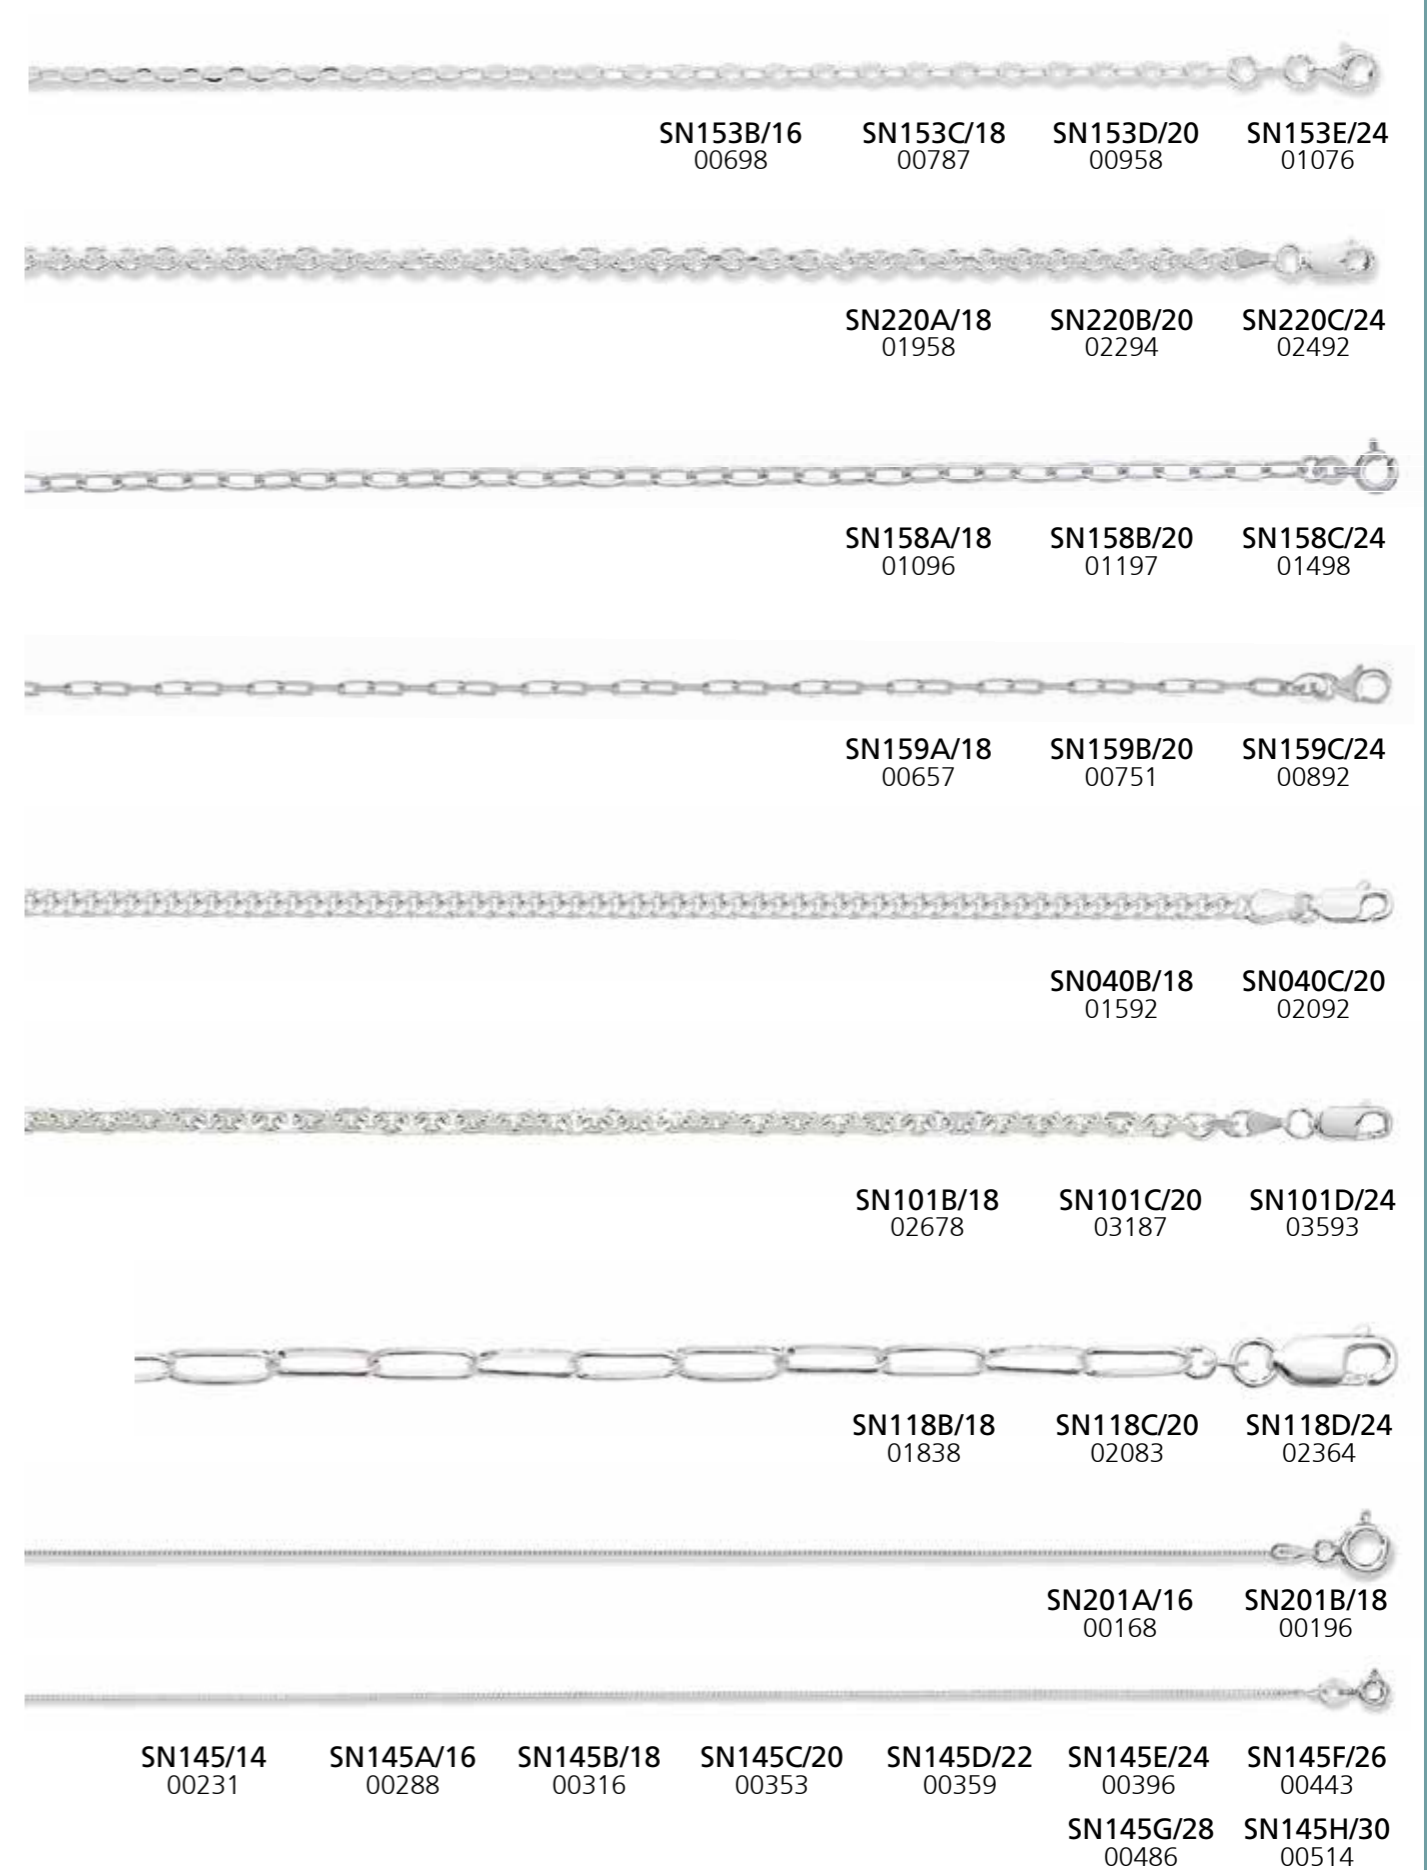 SN153B/16 SN153C/18 SN153D/20 SN153E/24
00698 00787 00958 01076
SN220A/18 SN220B/20 SN220C/24
01958 02294 02492
SN158A/18 SN158B/20 SN158C/24
01096 01197 01498
SN159A/18 SN159B/20 SN159C/24
00657 00751 00892
SN040B/18 SN040C/20
01592 02092
SN101B/18 SN101C/20 SN101D/24
02678 03187 03593
SN118B/18 SN118C/20 SN118D/24
01838 02083 02364
SN201A/16 SN201B/18
00168 00196
SN145/14 SN145A/16 SN145B/18 SN145C/20 SN145D/22 SN145E/24 SN145F/26
00231 00288 00316 00353 00359 00396 00443
SN145G/28 SN145H/30
00486 00514